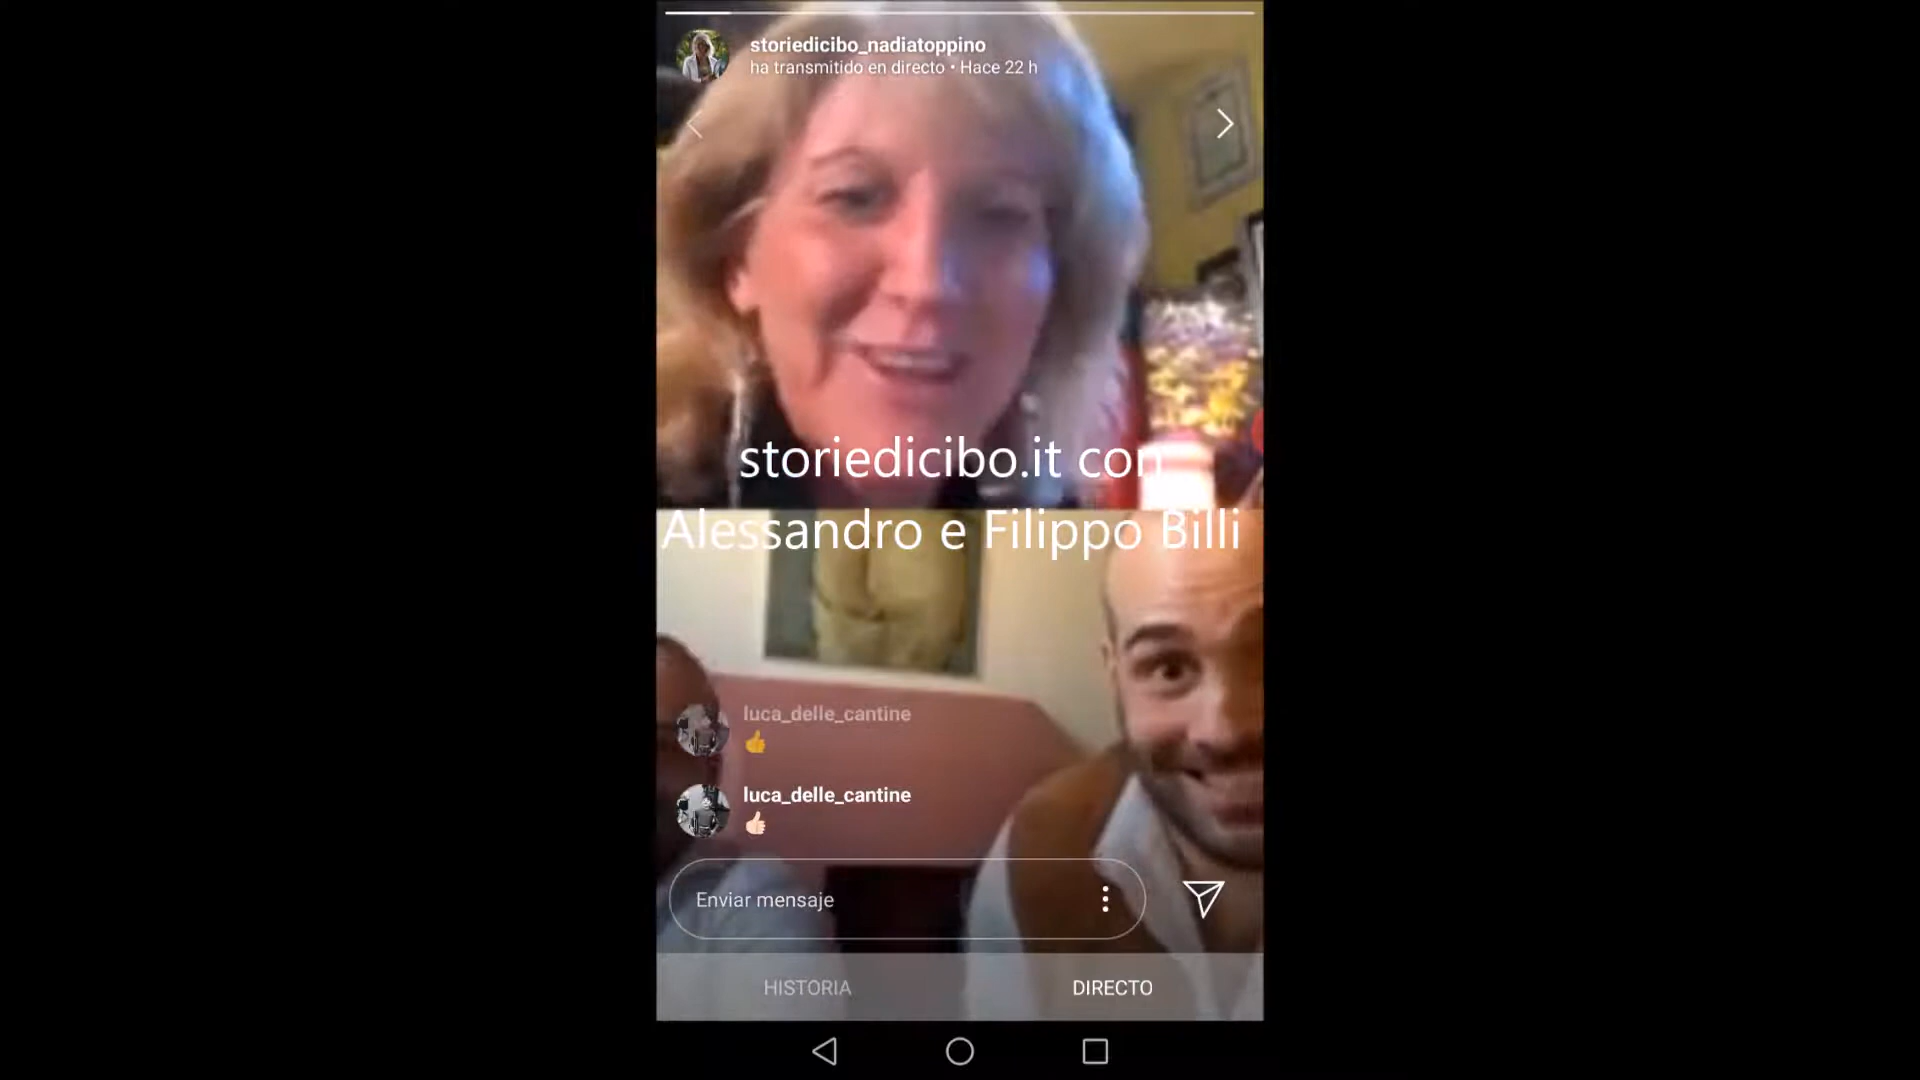 storiedicibo_nadiatoppino
ha transmitido en directo • Hace 22 h
storiedicibo.it con
Alessandro e Filippo Billi
luca_delle_cantine
👍
luca_delle_cantine
👍🏻
Enviar mensaje
HISTORIA
DIRECTO